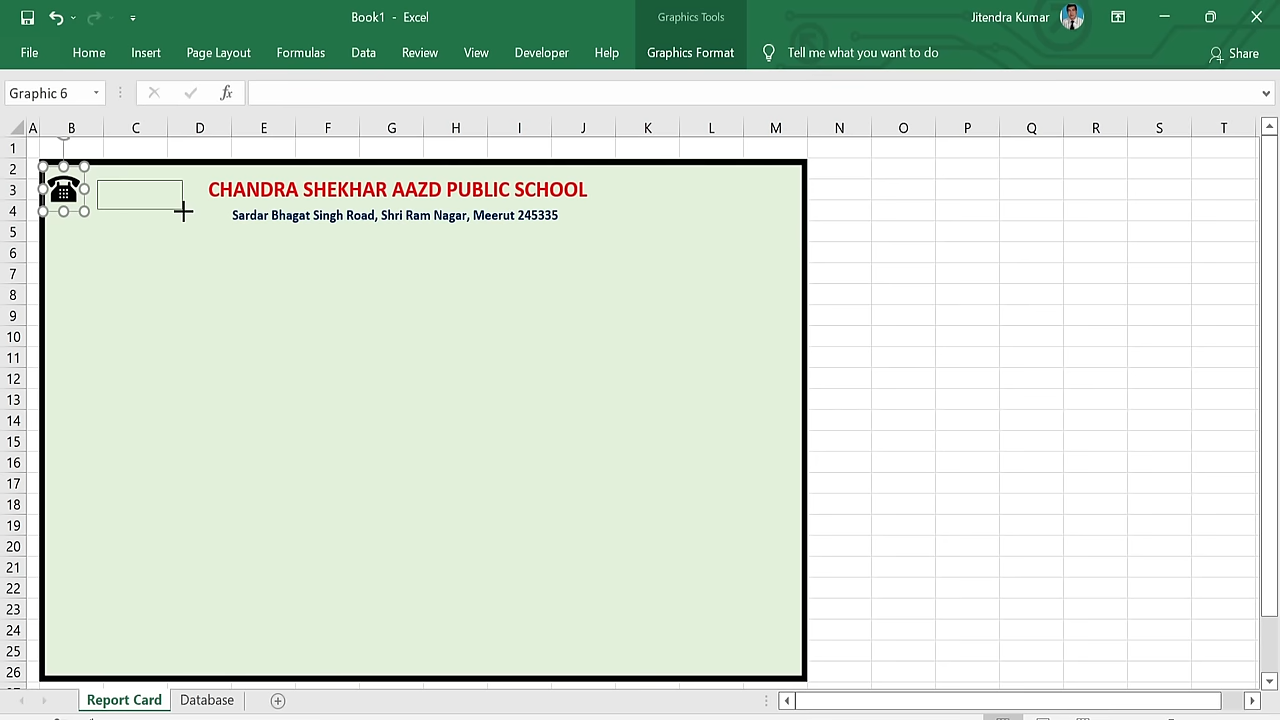 Book1 - Excel
Graphics Tools
Jitendra Kumar
File Home Insert Page Layout Formulas Data Review View Developer Help Graphics Format Tell me what you want to do Share
Graphic 6
fx
A B C D E F G H I J K L M N O P Q R S T
1
2
3
CHANDRA SHEKHAR AAZD PUBLIC SCHOOL
4
Sardar Bhagat Singh Road, Shri Ram Nagar, Meerut 245335
5
6
7
8
9
10
11
12
13
14
15
16
17
18
19
20
21
22
23
24
25
26
Report Card Database